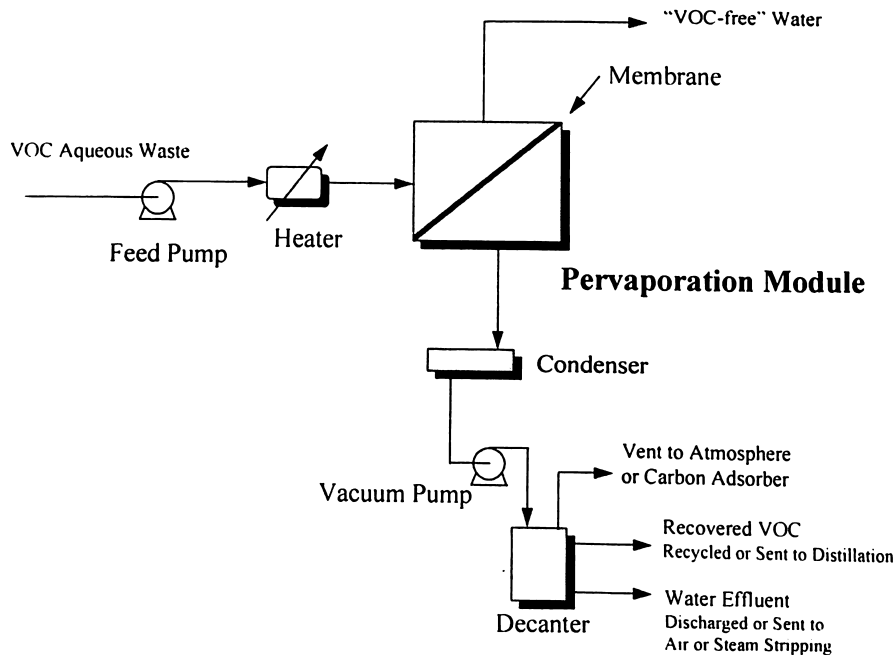 "VOC-free" Water
Membrane
VOC Aqueous Waste
Heater
Feed Pump
Pervaporation Module
Condenser
Vent to Atmosphere
or Carbon Adsorber
Vacuum Pump
Recovered VOC
Recycled or Sent to Distillation
Water Effluent
Discharged or Sent to
Air or Steam Stripping
Decanter